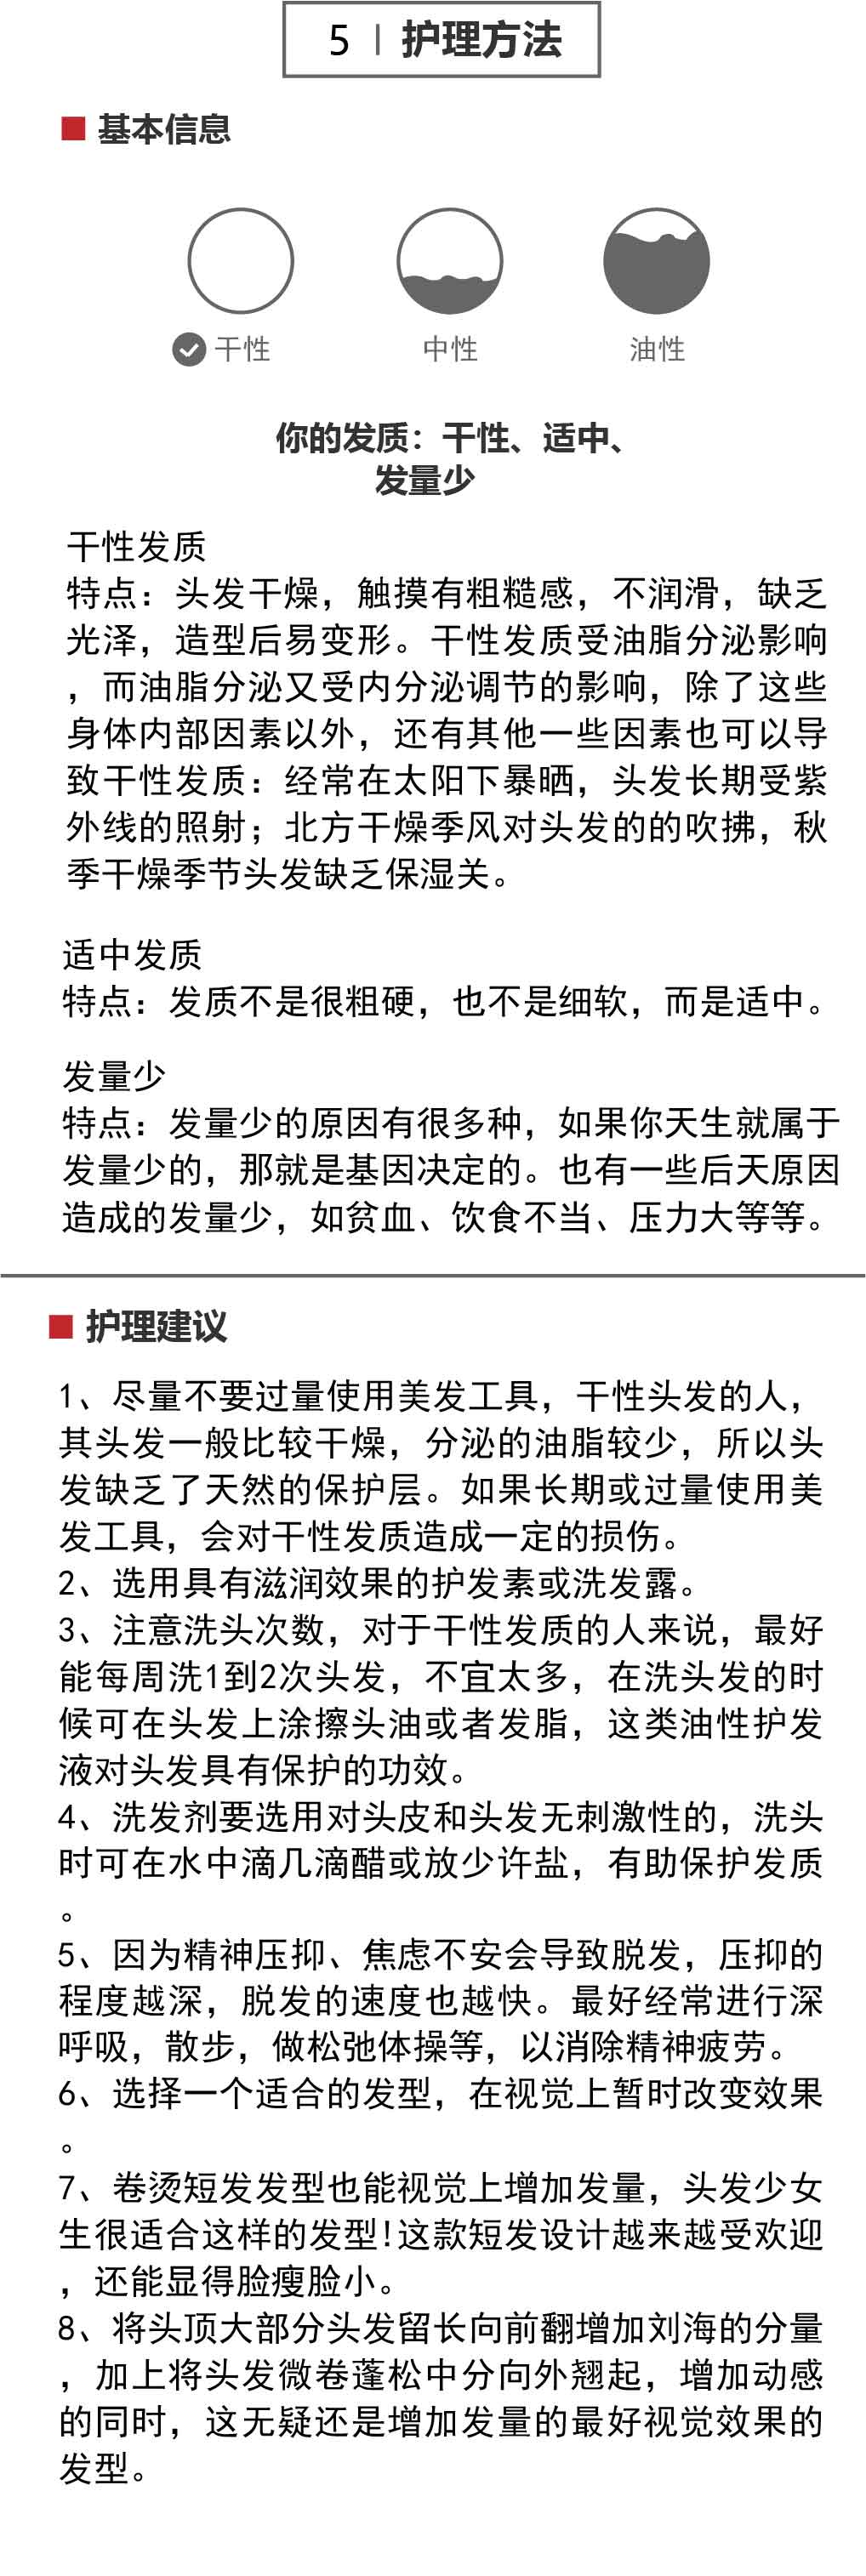 5 | 护理方法
基本信息
干性 中性 油性
你的发质：干性、适中、
发量少
干性发质
特点：头发干燥，触摸有粗糙感，不润滑，缺乏
光泽，造型后易变形。干性发质受油脂分泌影响
，而油脂分泌又受内分泌调节的影响，除了这些
身体内部因素以外，还有其他一些因素也可以导
致干性发质：经常在太阳下暴晒，头发长期受紫
外线的照射；北方干燥季风对头发的的吹拂，秋
季干燥季节头发缺乏保湿关。
适中发质
特点：发质不是很粗硬，也不是细软，而是适中。
发量少
特点：发量少的原因有很多种，如果你天生就属于
发量少的，那就是基因决定的。也有一些后天原因
造成的发量少，如贫血、饮食不当、压力大等等。
护理建议
1、尽量不要过量使用美发工具，干性头发的人，
其头发一般比较干燥，分泌的油脂较少，所以头
发缺乏了天然的保护层。如果长期或过量使用美
发工具，会对干性发质造成一定的损伤。
2、选用具有滋润效果的护发素或洗发露。
3、注意洗头次数，对于干性发质的人来说，最好
能每周洗1到2次头发，不宜太多，在洗头发的时
候可在头发上涂擦头油或者发脂，这类油性护发
液对头发具有保护的功效。
4、洗发剂要选用对头皮和头发无刺激性的，洗头
时可在水中滴几滴醋或放少许盐，有助保护发质
。
5、因为精神压抑、焦虑不安会导致脱发，压抑的
程度越深，脱发的速度也越快。最好经常进行深
呼吸，散步，做松弛体操等，以消除精神疲劳。
6、选择一个适合的发型，在视觉上暂时改变效果
。
7、卷烫短发发型也能视觉上增加发量，头发少女
生很适合这样的发型!这款短发设计越来越受欢迎
，还能显得脸瘦脸小。
8、将头顶大部分头发留长向前翻增加刘海的分量
，加上将头发微卷蓬松中分向外翘起，增加动感
的同时，这无疑还是增加发量的最好视觉效果的
发型。